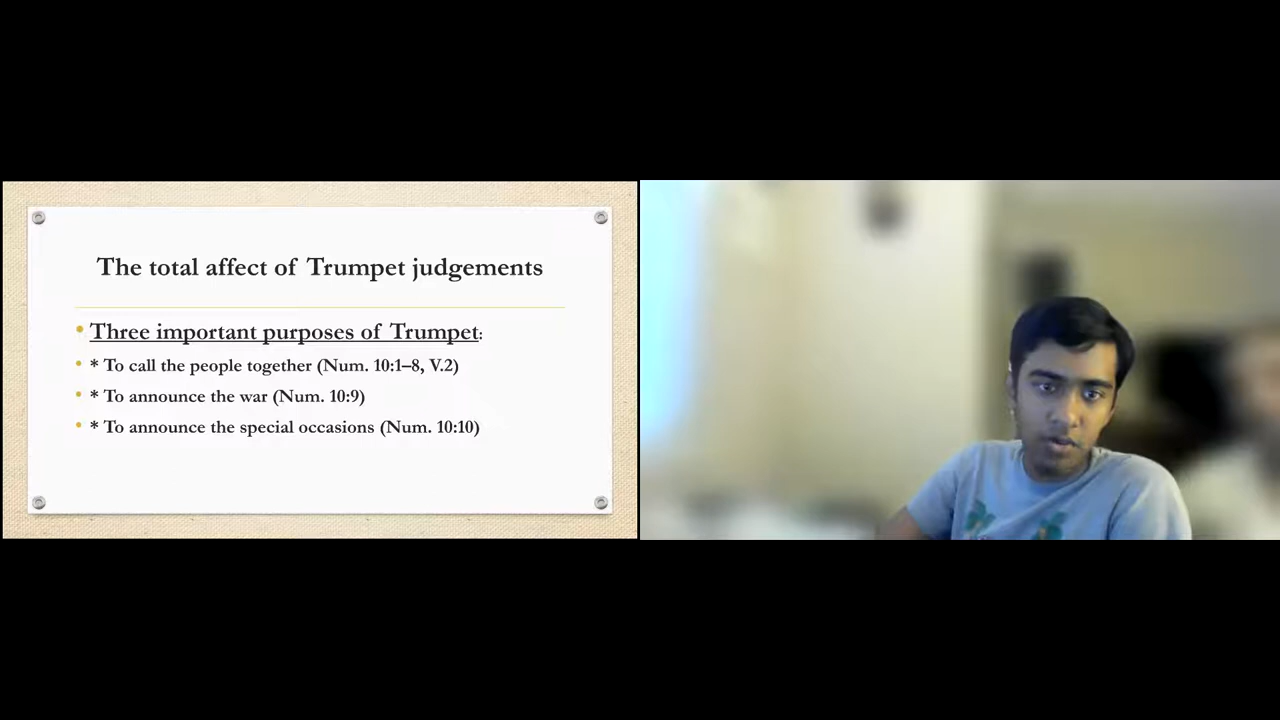 The total affect of Trumpet judgements
• Three important purposes of Trumpet:
• * To call the people together (Num. 10:1–8, V.2)
• * To announce the war (Num. 10:9)
• * To announce the special occasions (Num. 10:10)